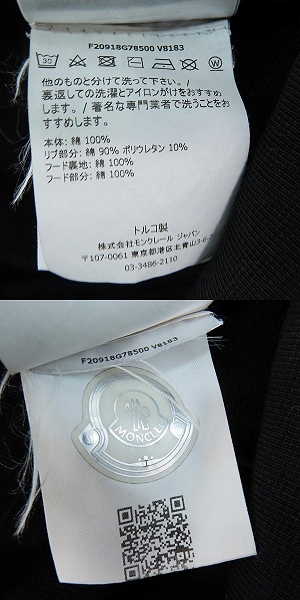 F20918G78500 V8183
30
他のものと分けて洗って下さい。/
裏返しての洗濯とアイロンがけをおすすめ
します。/ 著名な専門業者で洗うことをお
すすめします。
本体: 綿 100%
リブ部分: 綿 90% ポリウレタン 10%
フード裏地: 綿 100%
フード部分: 綿 100%
トルコ製
株式会社モンクレール ジャパン
〒107-0061 東京都港区北青山3-6-
03-3486-2110
F20918G78500 V8183
MONCLE